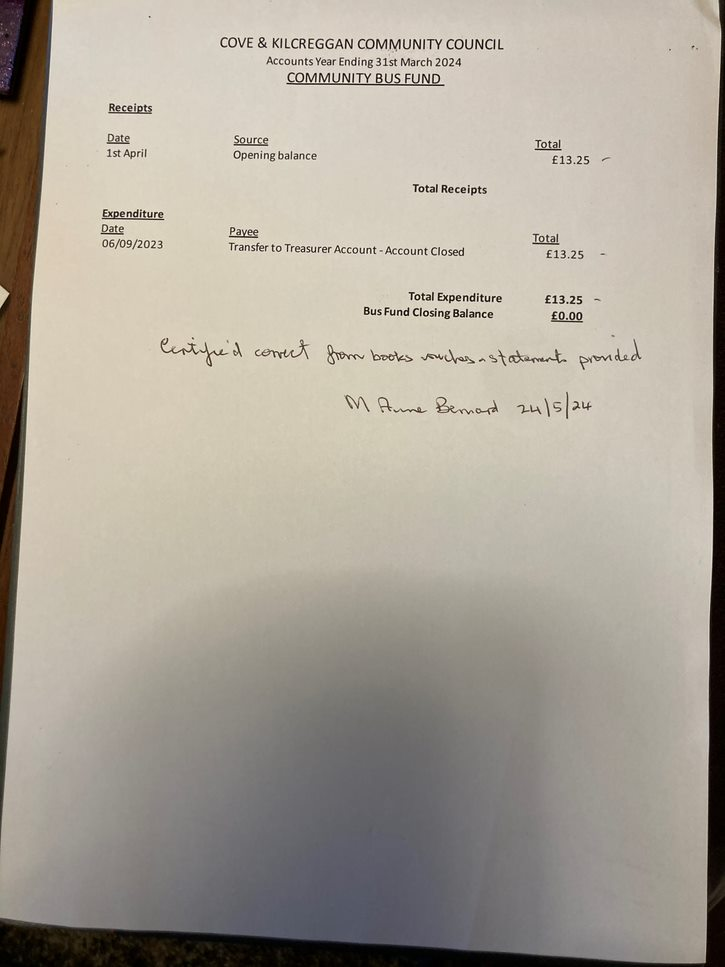 COVE & KILCREGGAN COMMUNITY COUNCIL
Accounts Year Ending 31st March 2024
COMMUNITY BUS FUND
Receipts
Date Source Total
1st April Opening balance £13.25
Total Receipts
Expenditure
Date Payee Total
06/09/2023 Transfer to Treasurer Account - Account Closed £13.25
Total Expenditure £13.25
Bus Fund Closing Balance £0.00
Certified correct from books statements provided
M Anne Bernard 24/5/24